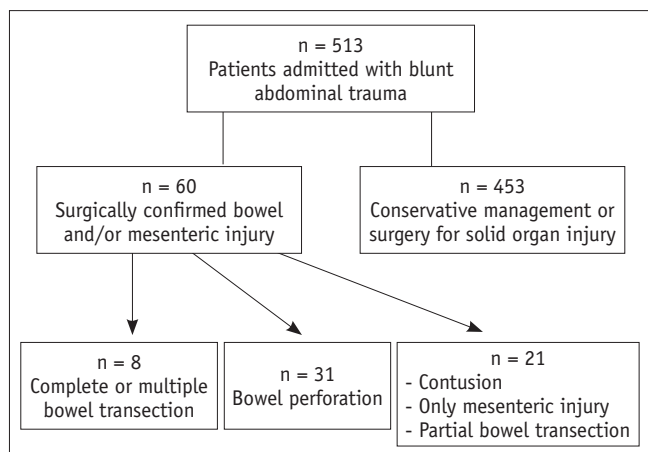 n = 513
Patients admitted with blunt
abdominal trauma
n = 60
Surgically confirmed bowel
and/or mesenteric injury
n = 453
Conservative management or
surgery for solid organ injury
n = 8
Complete or multiple
bowel transection
n = 31
Bowel perforation
n = 21
- Contusion
- Only mesenteric injury
- Partial bowel transection